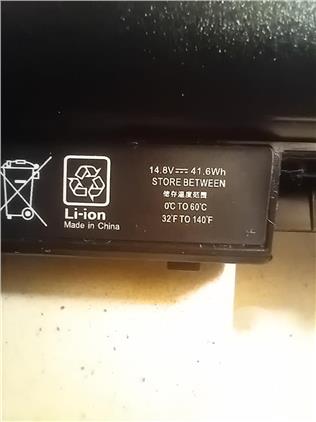 14.8V⎓41.6Wh
STORE BETWEEN
储存温度范围
0℃ TO 60℃
32°F TO 140°F
Li-ion
Made in China